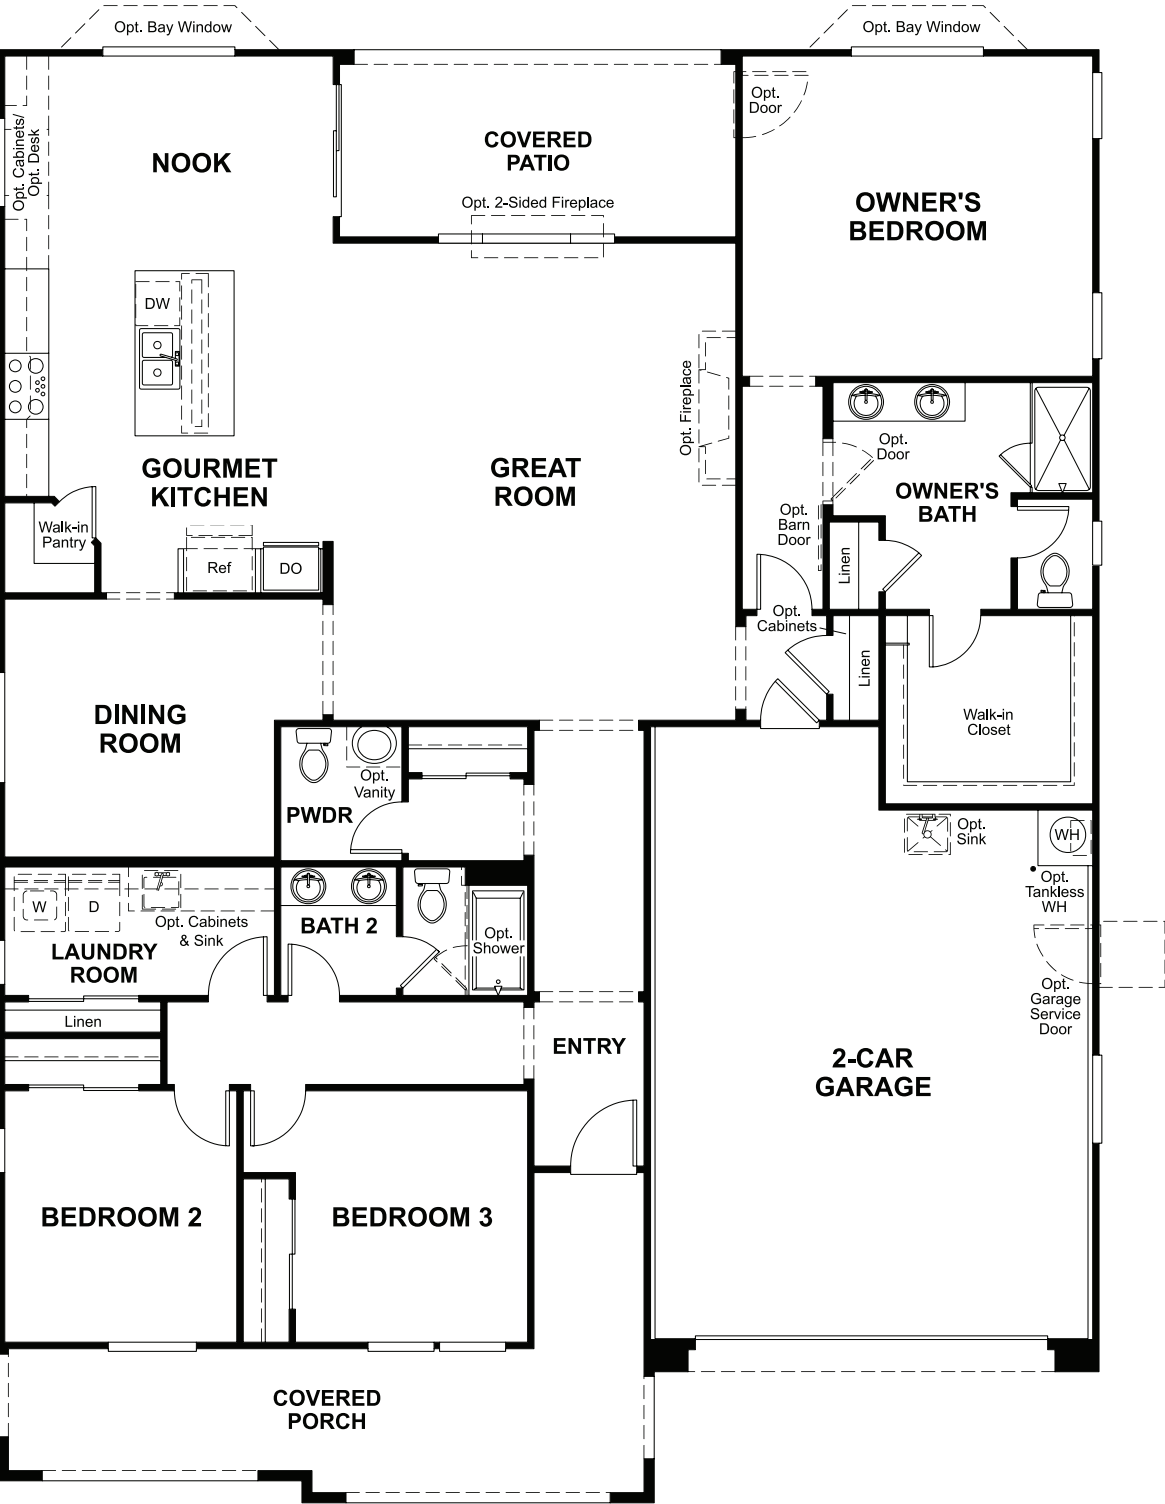 Opt. Bay Window
Opt. Bay Window
Opt. Cabinets/
Opt. Desk
NOOK
COVERED
PATIO
Opt. 2-Sided Fireplace
Opt.
Door
OWNER'S
BEDROOM
DW
Opt. Fireplace
GOURMET
KITCHEN
GREAT
ROOM
Opt.
Door
OWNER'S
BATH
Opt.
Barn
Door
Linen
Walk-in
Pantry
Ref
DO
Opt.
Cabinets
Linen
Walk-in
Closet
DINING
ROOM
Opt.
Vanity
PWDR
Opt.
Sink
WH
Opt.
Tankless
WH
W
D
Opt. Cabinets
& Sink
LAUNDRY
ROOM
BATH 2
Opt.
Shower
Opt.
Garage
Service
Door
Linen
ENTRY
2-CAR
GARAGE
BEDROOM 2
BEDROOM 3
COVERED
PORCH